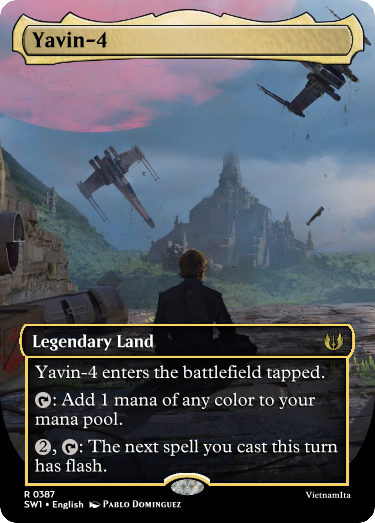 Yavin-4
Legendary Land
Yavin-4 enters the battlefield tapped.
: Add 1 mana of any color to your
mana pool.
2, : The next spell you cast this turn
has flash.
R 0387
SW1 • English Pablo Dominguez
VietnamIta